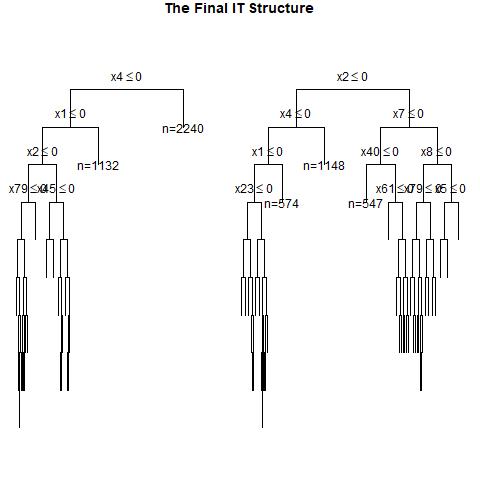 The Final IT Structure
x4 ≤ 0
x2 ≤ 0
x1 ≤ 0
n=2240
x4 ≤ 0
x7 ≤ 0
x2 ≤ 0
n=1132
x1 ≤ 0
n=1148
x40 ≤ 0
x8 ≤ 0
x79 ≤ 0
x45 ≤ 0
x23 ≤ 0
n=574
n=547
x61 ≤ 0
x79 ≤ 0
≤ 0